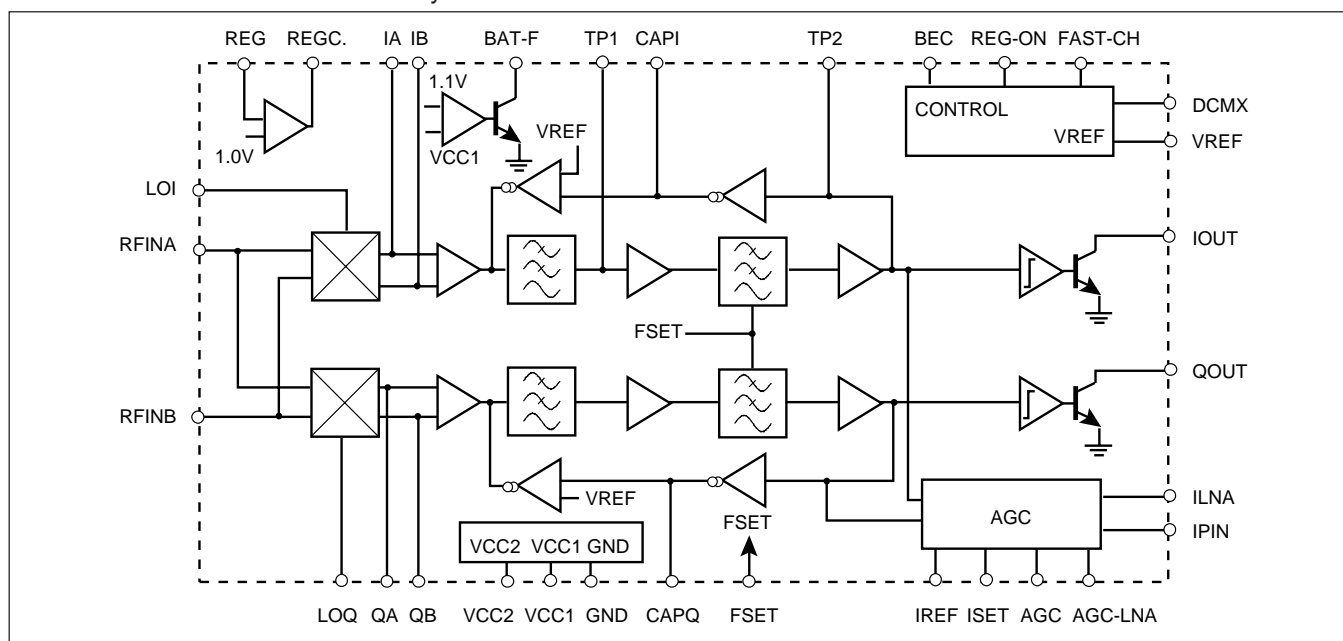 REG REGC. IA IB BAT-F TP1 CAPI TP2 BEC REG-ON FAST-CH
1.1V
CONTROL
DCMX
VREF
VREF
VREF
1.0V
VCC1
LOI
RFINA
IOUT
FSET
QOUT
RFINB
VREF
FSET
AGC
ILNA
IPIN
VCC2 VCC1 GND
LOQ QA QB VCC2 VCC1 GND CAPQ FSET IREF ISET AGC AGC-LNA